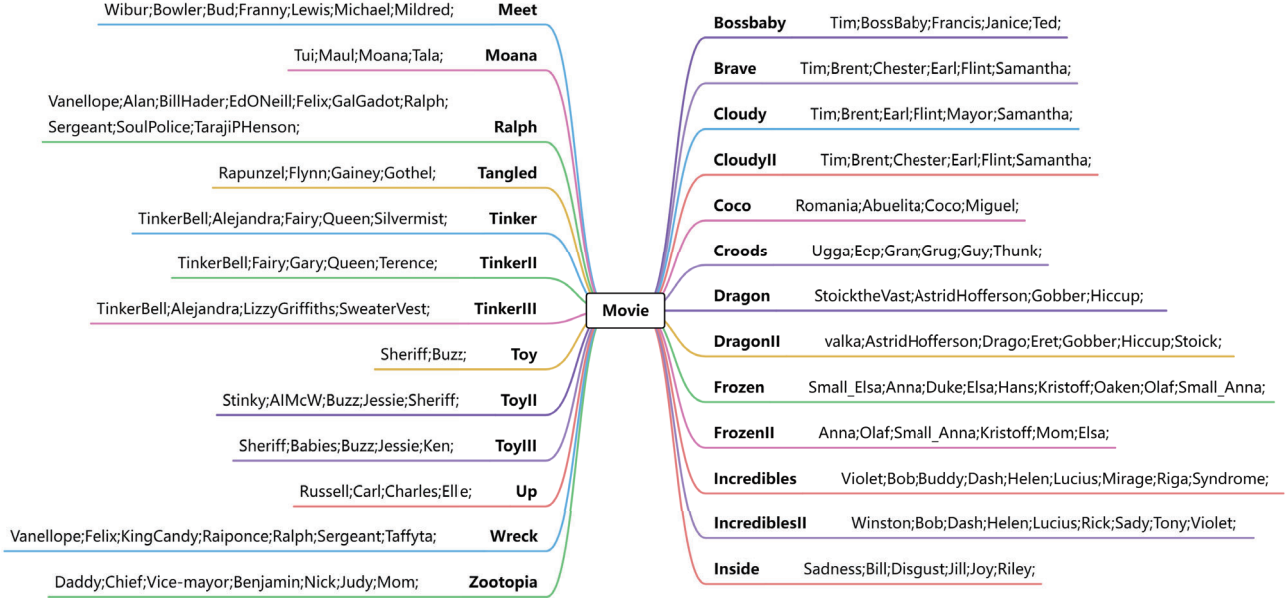 Wibur;Bowler;Bud;Franny;Lewis;Michael;Mildred; Meet
Tui;Maul;Moana;Tala; Moana
Vanellope;Alan;BillHader;EdONeill;Felix;GalGadot;Ralph;
Sergeant;SoulPolice;TarajiPHenson; Ralph
Rapunzel;Flynn;Gainey;Gothel; Tangled
TinkerBell;Alejandra;Fairy;Queen;Silvermist; Tinker
TinkerBell;Fairy;Gary;Queen;Terence; TinkerII
TinkerBell;Alejandra;LizzyGriffiths;SweaterVest; TinkerIII
Sheriff;Buzz; Toy
Stinky;AlMcW;Buzz;Jessie;Sheriff; ToyII
Sheriff;Babies;Buzz;Jessie;Ken; ToyIII
Russell;Carl;Charles;Elle; Up
Vanellope;Felix;KingCandy;Raiponce;Ralph;Sergeant;Taffyta; Wreck
Daddy;Chief;Vice-mayor;Benjamin;Nick;Judy;Mom; Zootopia
Movie
Bossbaby Tim;BossBaby;Francis;Janice;Ted;
Brave Tim;Brent;Chester;Earl;Flint;Samantha;
Cloudy Tim;Brent;Earl;Flint;Mayor;Samantha;
CloudyII Tim;Brent;Chester;Earl;Flint;Samantha;
Coco Romania;Abuelita;Coco;Miguel;
Croods Ugga;Eep;Gran;Grug;Guy;Thunk;
Dragon StoicktheVast;AstridHofferson;Gobber;Hiccup;
DragonII valka;AstridHofferson;Drago;Eret;Gobber;Hiccup;Stoick;
Frozen Small_Elsa;Anna;Duke;Elsa;Hans;Kristoff;Oaken;Olaf;Small_Anna;
FrozenII Anna;Olaf;Small_Anna;Kristoff;Mom;Elsa;
Incredibles Violet;Bob;Buddy;Dash;Helen;Lucius;Mirage;Riga;Syndrome;
IncrediblesII Winston;Bob;Dash;Helen;Lucius;Rick;Sady;Tony;Violet;
Inside Sadness;Bill;Disgust;Jill;Joy;Riley;